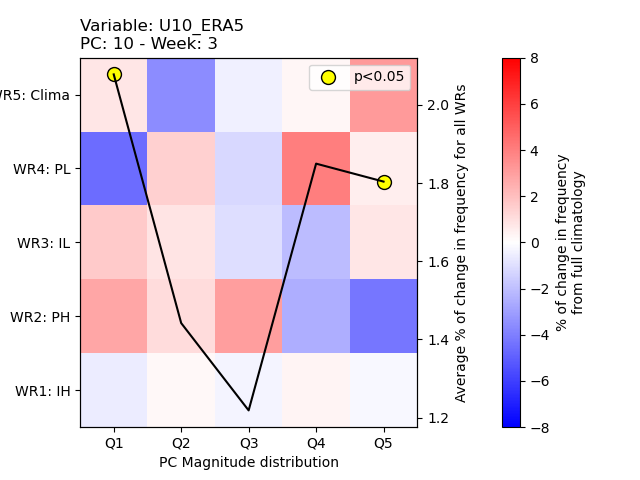 Variable: U10_ERA5
PC: 10 - Week: 3
p<0.05
WR5: Clima
WR4: PL
WR3: IL
WR2: PH
WR1: IH
Q1 Q2 Q3 Q4 Q5
PC Magnitude distribution
2.0
1.8
1.6
1.4
1.2
Average % of change in frequency for all WRs
8
6
4
2
0
−2
−4
−6
−8
% of change in frequency
from full climatology